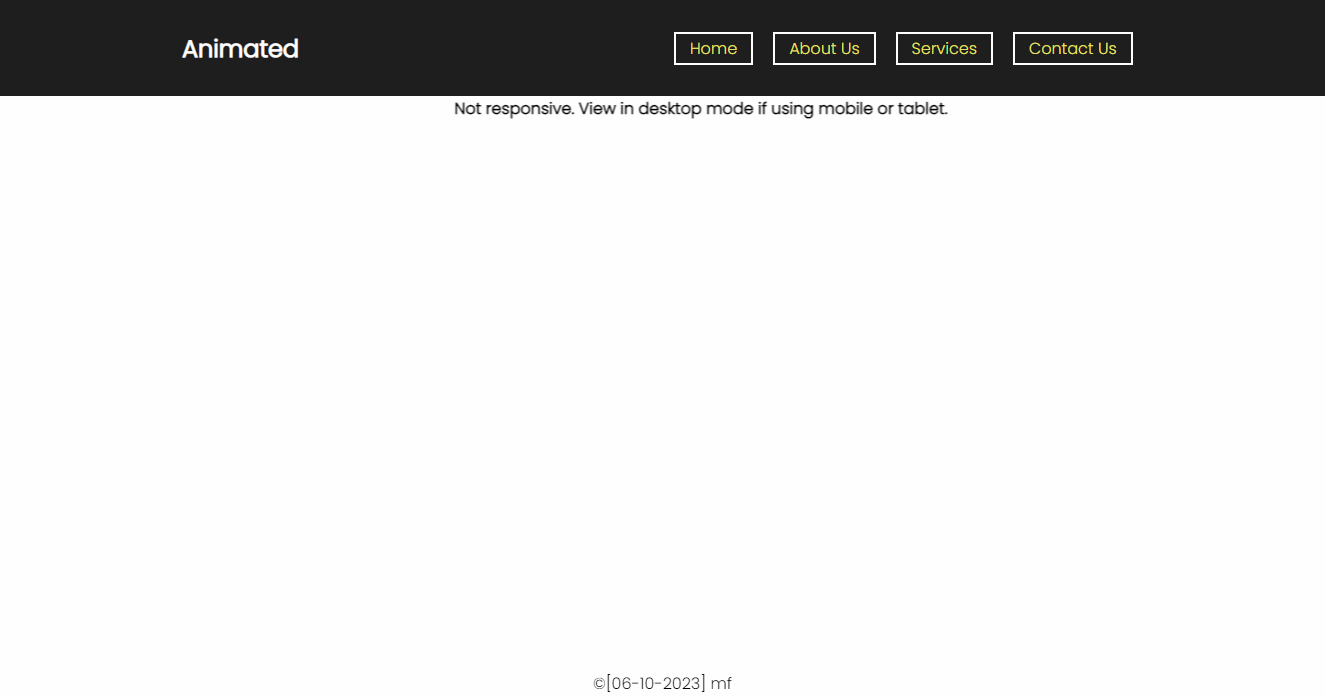 Animated
Home
About Us
Services
Contact Us
Not responsive. View in desktop mode if using mobile or tablet.
©[06-10-2023] mf